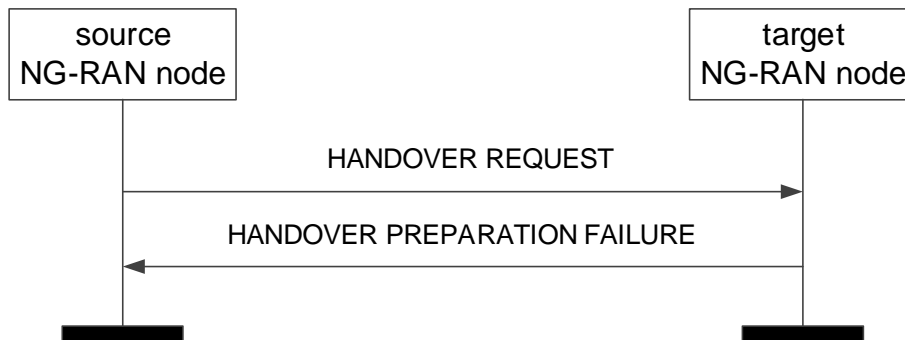 source
NG-RAN node
target
NG-RAN node
HANDOVER REQUEST
HANDOVER PREPARATION FAILURE